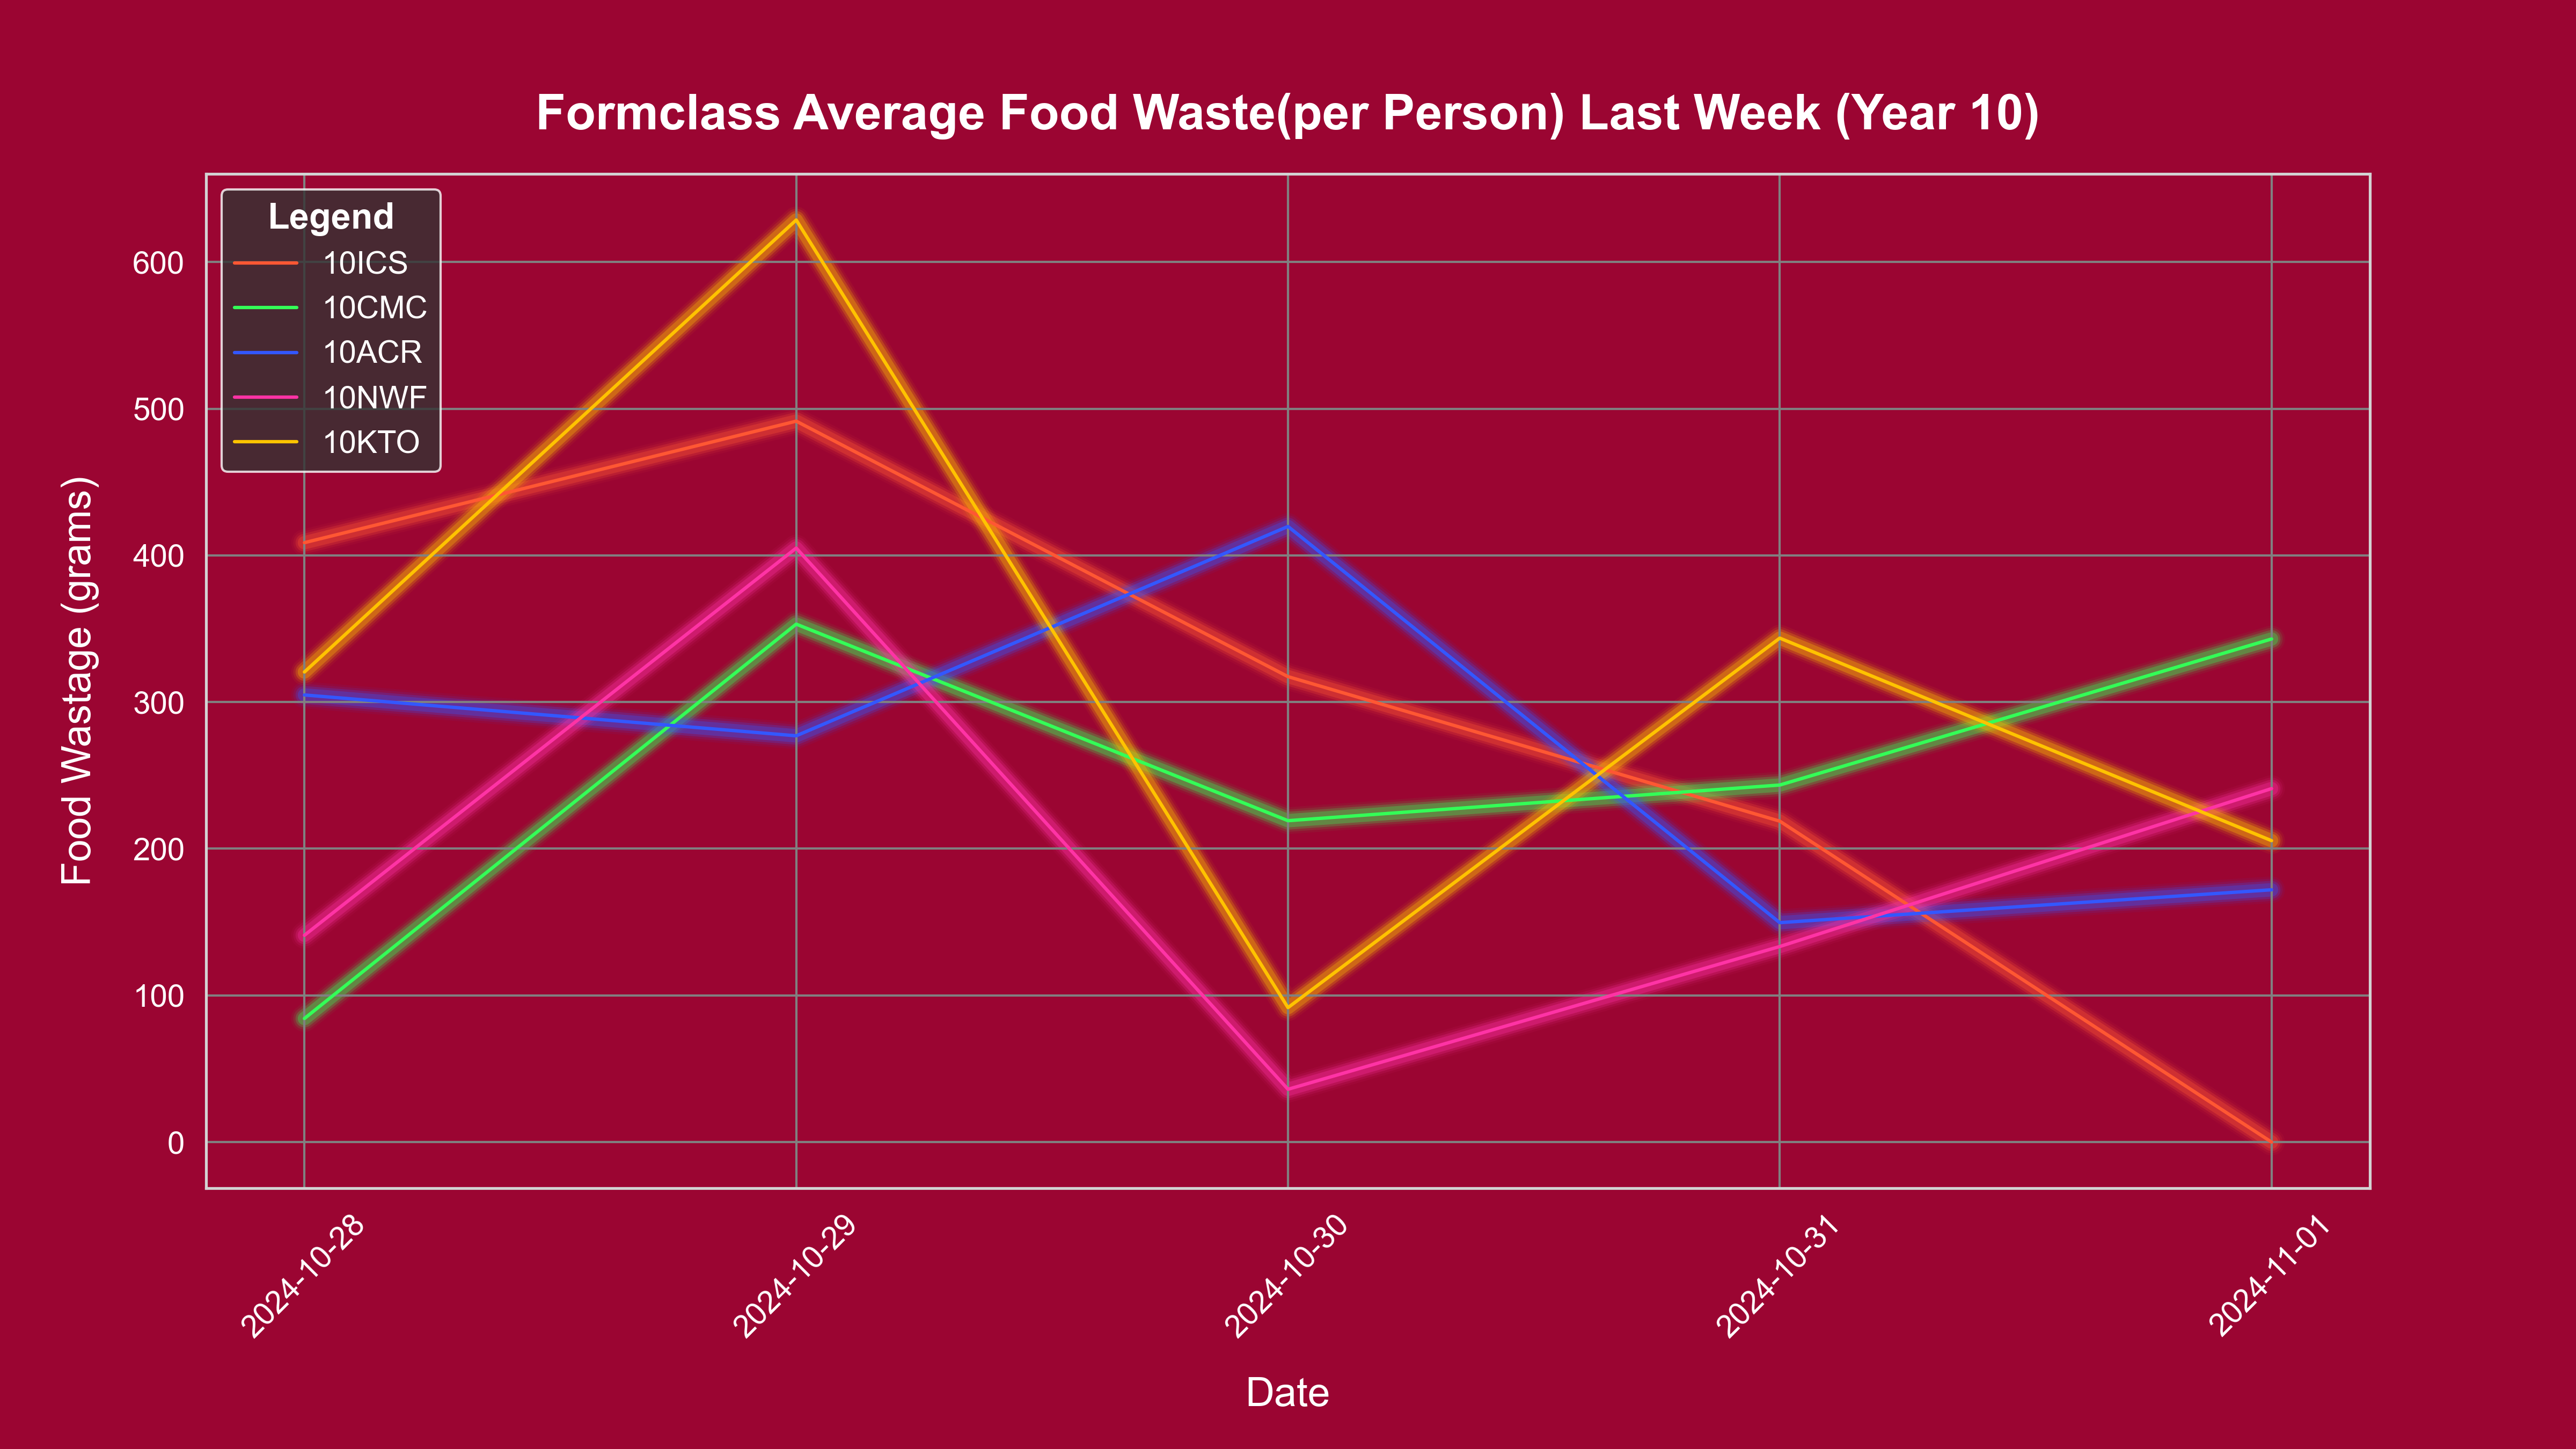 Formclass Average Food Waste(per Person) Last Week (Year 10)
Legend
10ICS
10CMC
10ACR
10NWF
10KTO
Food Wastage (grams)
600
500
400
300
200
100
0
2024-10-28
2024-10-29
2024-10-30
2024-10-31
2024-11-01
Date